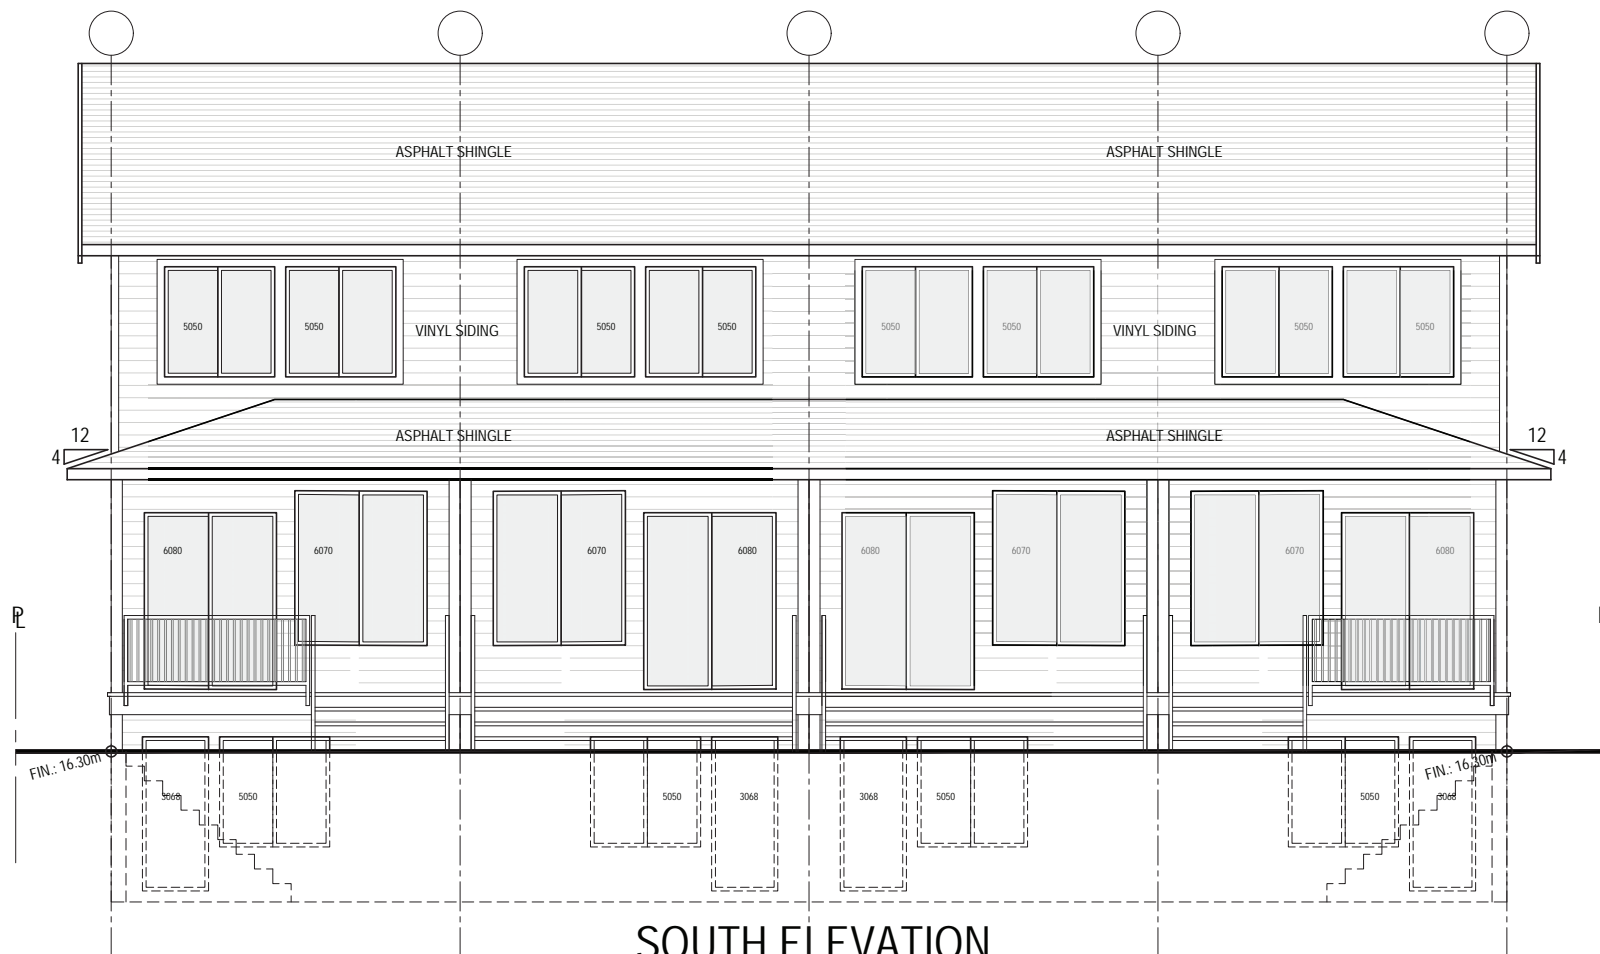 ASPHALT SHINGLE ASPHALT SHINGLE
5050 5050 VINYL SIDING 5050 5050 5050 5050 VINYL SIDING 5050 5050
12 ASPHALT SHINGLE ASPHALT SHINGLE 12
4 4
6080 6070 6070 6080 6080 6070 6070 6080
PL
FIN.: 16.30m FIN.: 16.30m
3068 5050 5050 3068 3068 5050 5050 3068
SOUTH ELEVATION